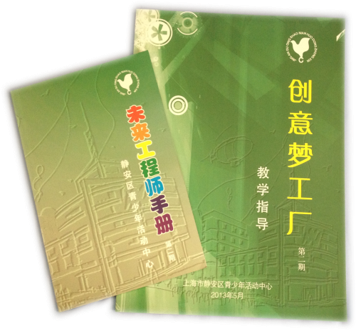 未来工程师手册
静安区青少年活动中心
创意梦工厂
教学指导
第一期
上海市静安区青少年活动中心
2013年5月